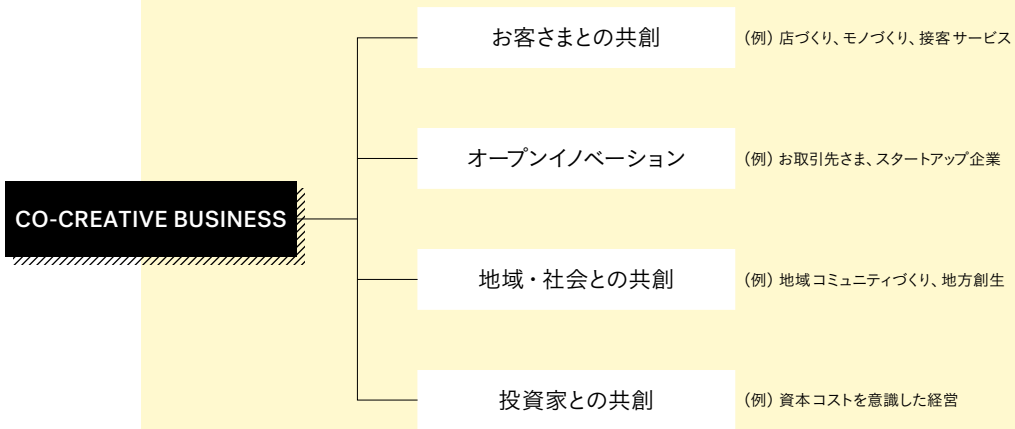 お客さまとの共創 (例) 店づくり、モノづくり、接客サービス
オープンイノベーション (例) お取引先さま、スタートアップ企業
CO-CREATIVE BUSINESS
地域・社会との共創 (例) 地域コミュニティづくり、地方創生
投資家との共創 (例) 資本コストを意識した経営